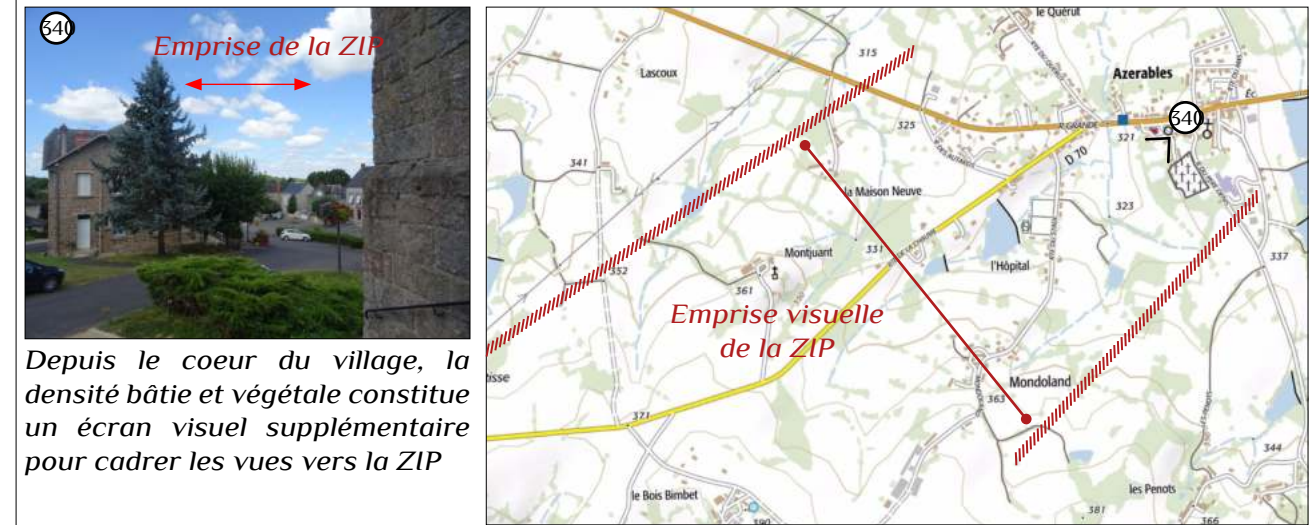 340
Emprise de la ZIP
Depuis le coeur du village, la
densité bâtie et végétale constitue
un écran visuel supplémentaire
pour cadrer les vues vers la ZIP
le Quérut
315
Lascoux
Azerables
Éc.
325
R. GRANDE
321
340
341
D 70
la Maison Neuve
323
331
Montjuant
l'Hôpital
337
352
361
Emprise visuelle
de la ZIP
isse
Mondoland
363
371
344
le Bois Bimbet
les Penots
381
390
366